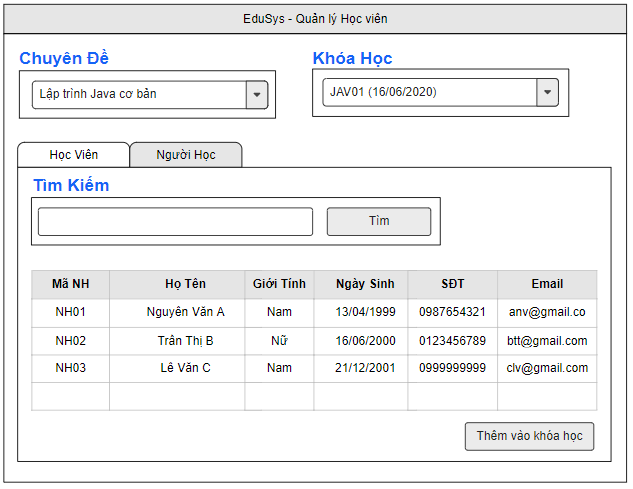 EduSys - Quản lý Học viên
Chuyên Đề
Khóa Học
Lập trình Java cơ bản
JAV01 (16/06/2020)
Học Viên
Người Học
Tìm Kiếm
Tìm
Mã NH Họ Tên Giới Tính Ngày Sinh SĐT Email
NH01 Nguyên Văn A Nam 13/04/1999 0987654321 anv@gmail.co
NH02 Trần Thị B Nữ 16/06/2000 0123456789 btt@gmail.com
NH03 Lê Văn C Nam 21/12/2001 0999999999 clv@gmail.com
Thêm vào khóa học